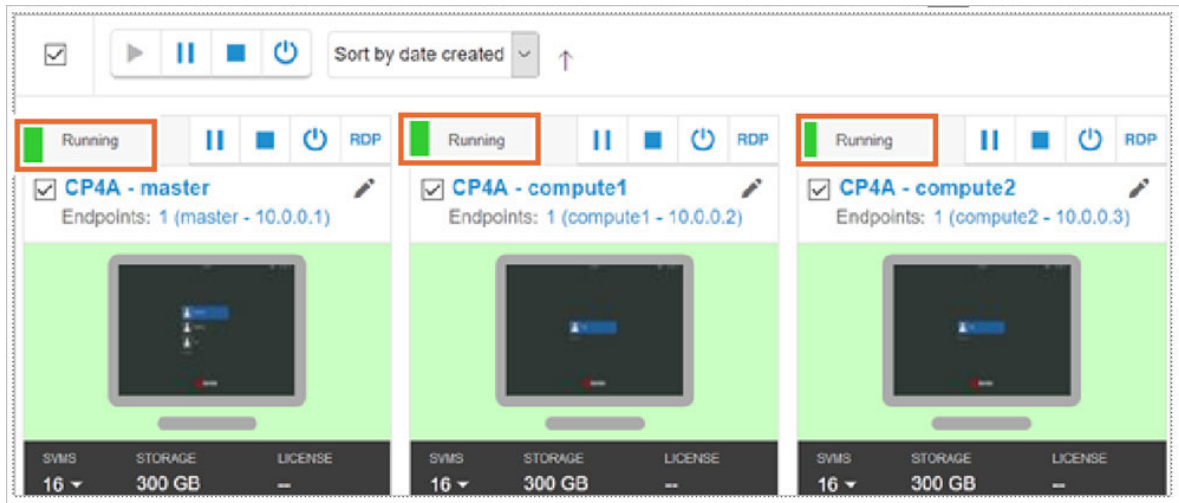 Sort by date created
Running RDP
CP4A - master
Endpoints: 1 (master - 10.0.0.1)
SVMS STORAGE LICENSE
16 300 GB --
Running RDP
CP4A - compute1
Endpoints: 1 (compute1 - 10.0.0.2)
SVMS STORAGE LICENSE
16 300 GB --
Running RDP
CP4A - compute2
Endpoints: 1 (compute2 - 10.0.0.3)
SVMS STORAGE LICENSE
16 300 GB --